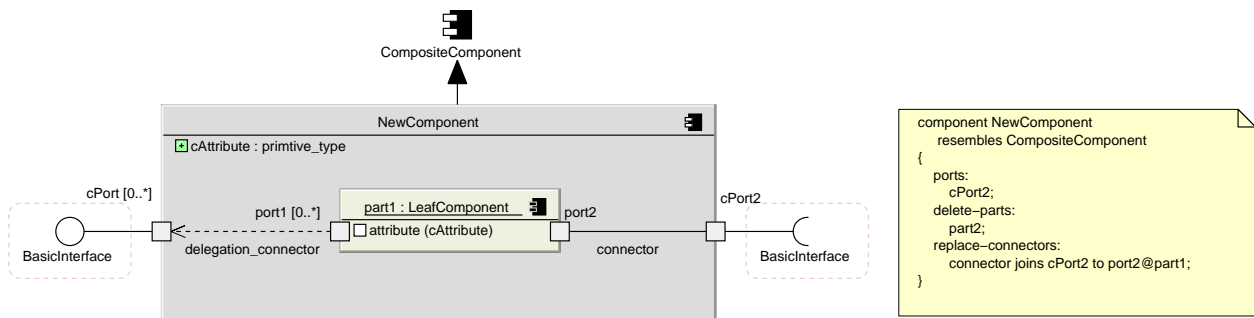 CompositeComponent
NewComponent
cAttribute : primtive_type
cPort [0..*]
port1 [0..*]
part1 : LeafComponent
attribute (cAttribute)
port2
cPort2
BasicInterface
delegation_connector
connector
BasicInterface
component NewComponent
resembles CompositeComponent
{
ports:
cPort2;
delete−parts:
part2;
replace−connectors:
connector joins cPort2 to port2@part1;
}